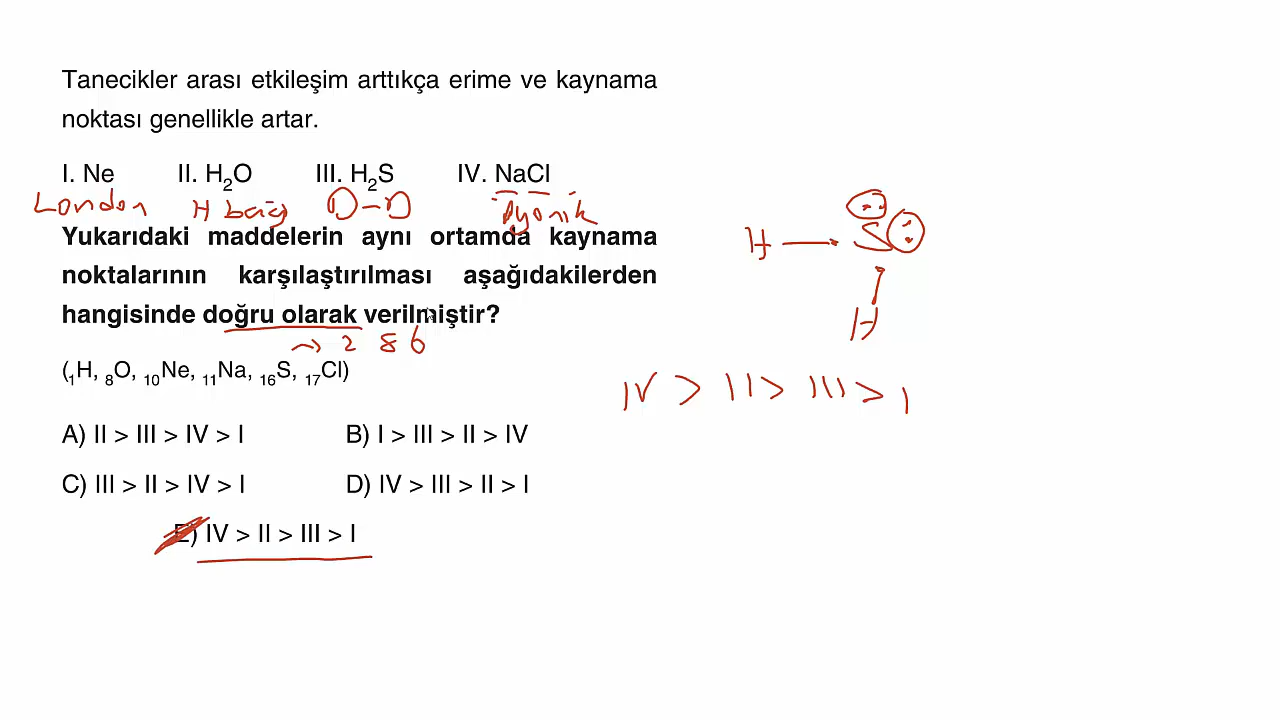 Tanecikler arası etkileşim arttıkça erime ve kaynama
noktası genellikle artar.
I. Ne II. H₂O III. H₂S IV. NaCl
London H bağ D-D İyonik
Yukarıdaki maddelerin aynı ortamda kaynama
noktalarının karşılaştırılması aşağıdakilerden
hangisinde doğru olarak verilmiştir?
→ 2 8 6
(₁H, ₈O, ₁₀Ne, ₁₁Na, ₁₆S, ₁₇Cl)
A) II > III > IV > I B) I > III > II > IV
C) III > II > IV > I D) IV > III > II > I
E) IV > II > III > I
H — S
H
IV > II > III > I